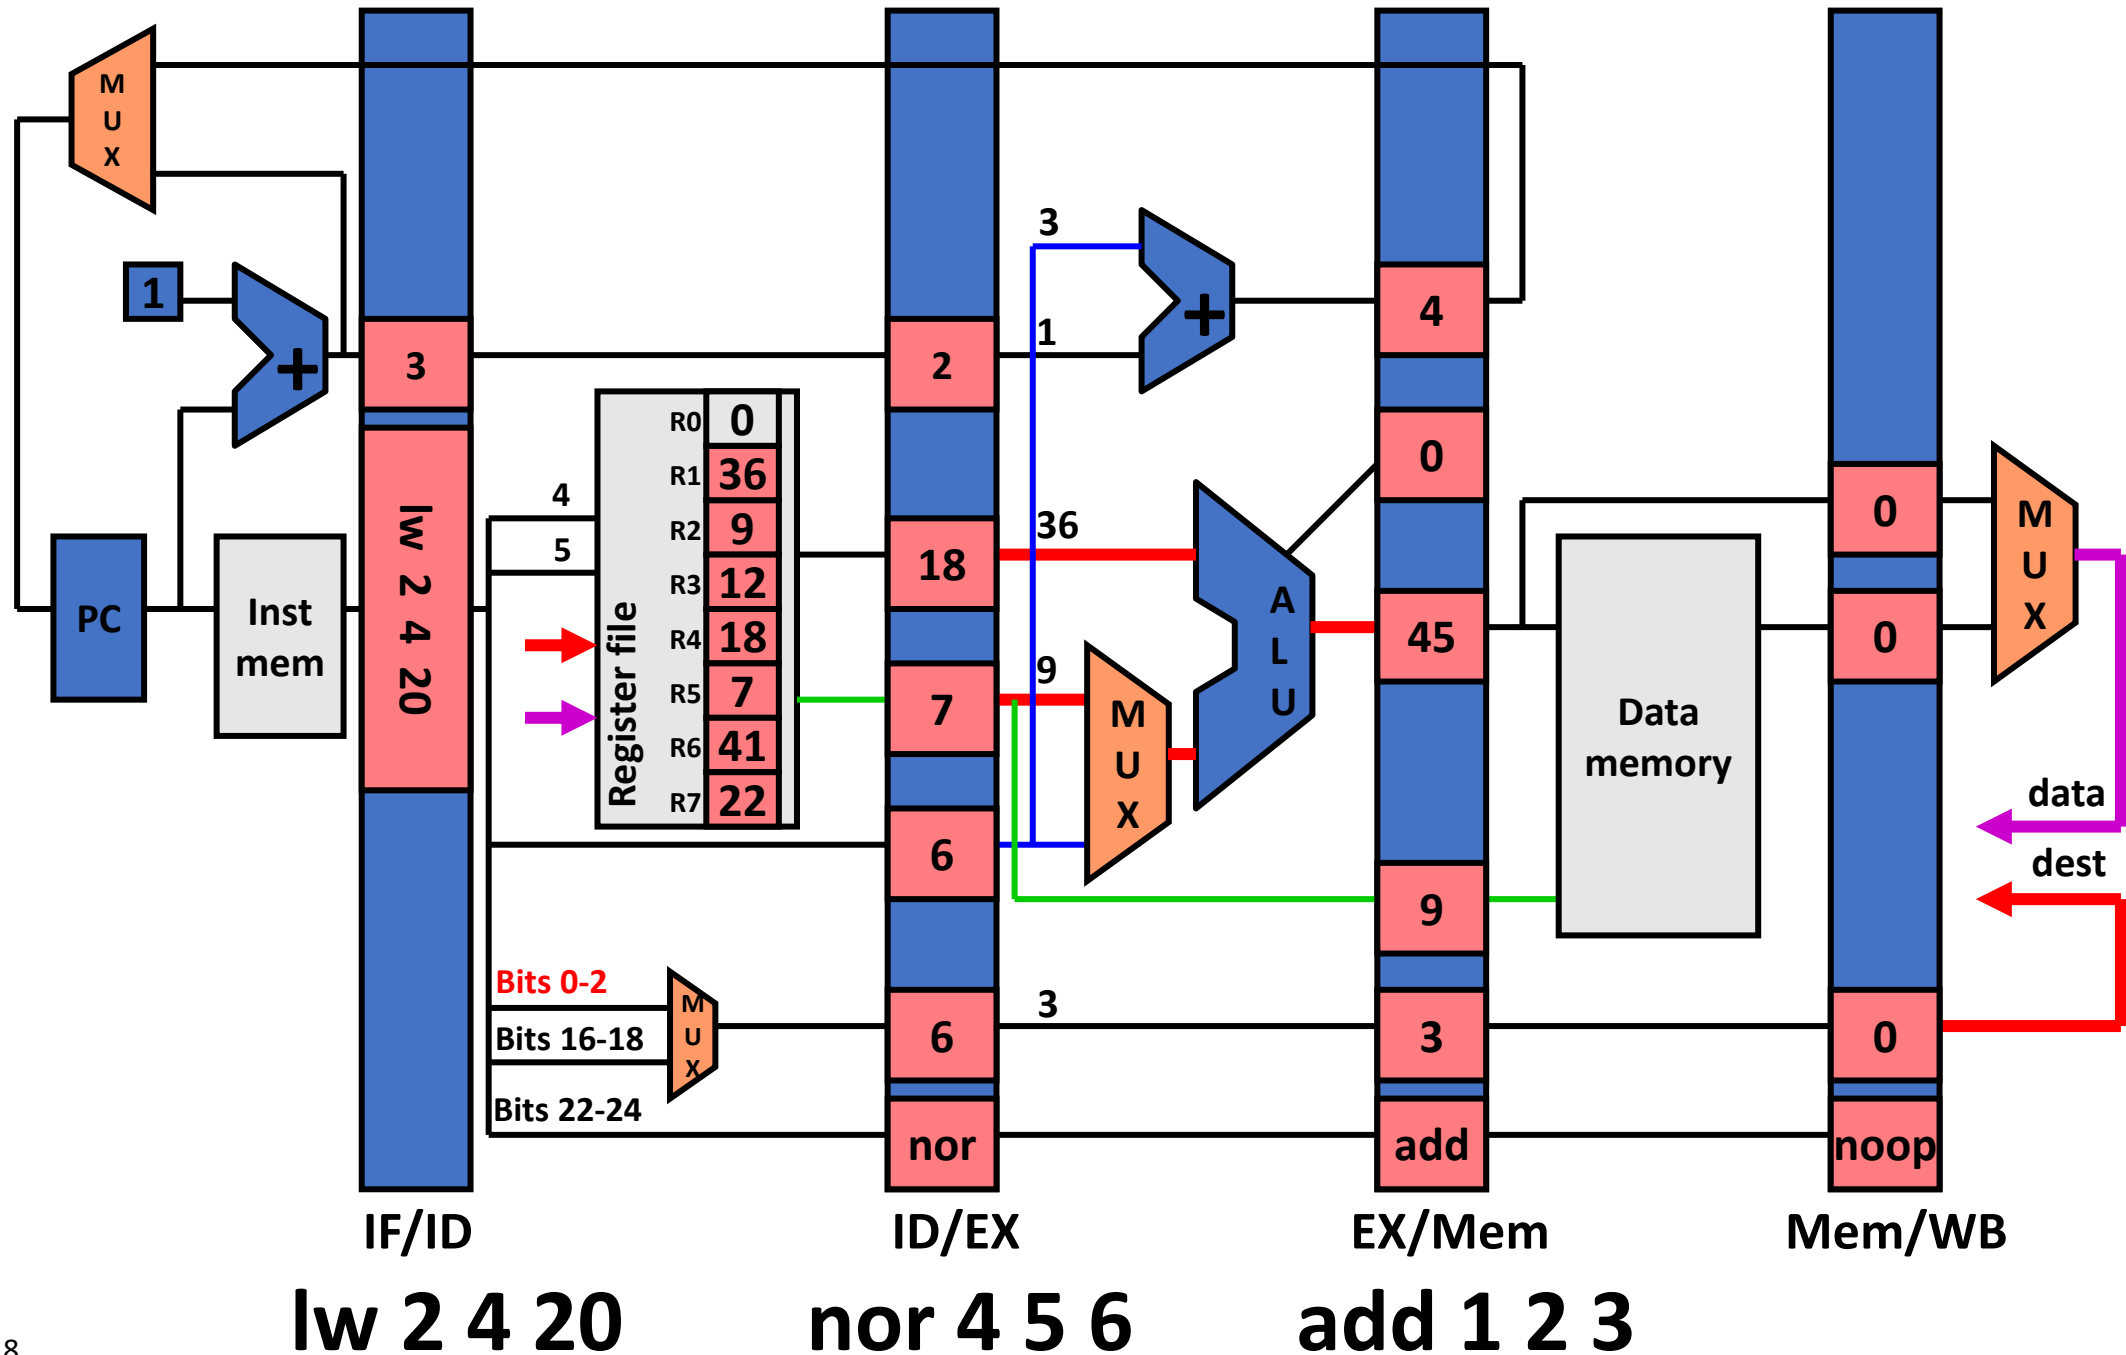 M
U
X
1
+
3
lw 2 4 20
PC
Inst
mem
4
5
Register file
R0 0
R1 36
R2 9
R3 12
R4 18
R5 7
R6 41
R7 22
Bits 0-2
Bits 16-18
Bits 22-24
M
U
X
2
18
7
6
6
nor
3
1
36
9
3
+
M
U
X
A
L
U
4
0
45
9
3
add
Data
memory
0
0
0
noop
M
U
X
data
dest
IF/ID
ID/EX
EX/Mem
Mem/WB
lw 2 4 20
nor 4 5 6
add 1 2 3
8